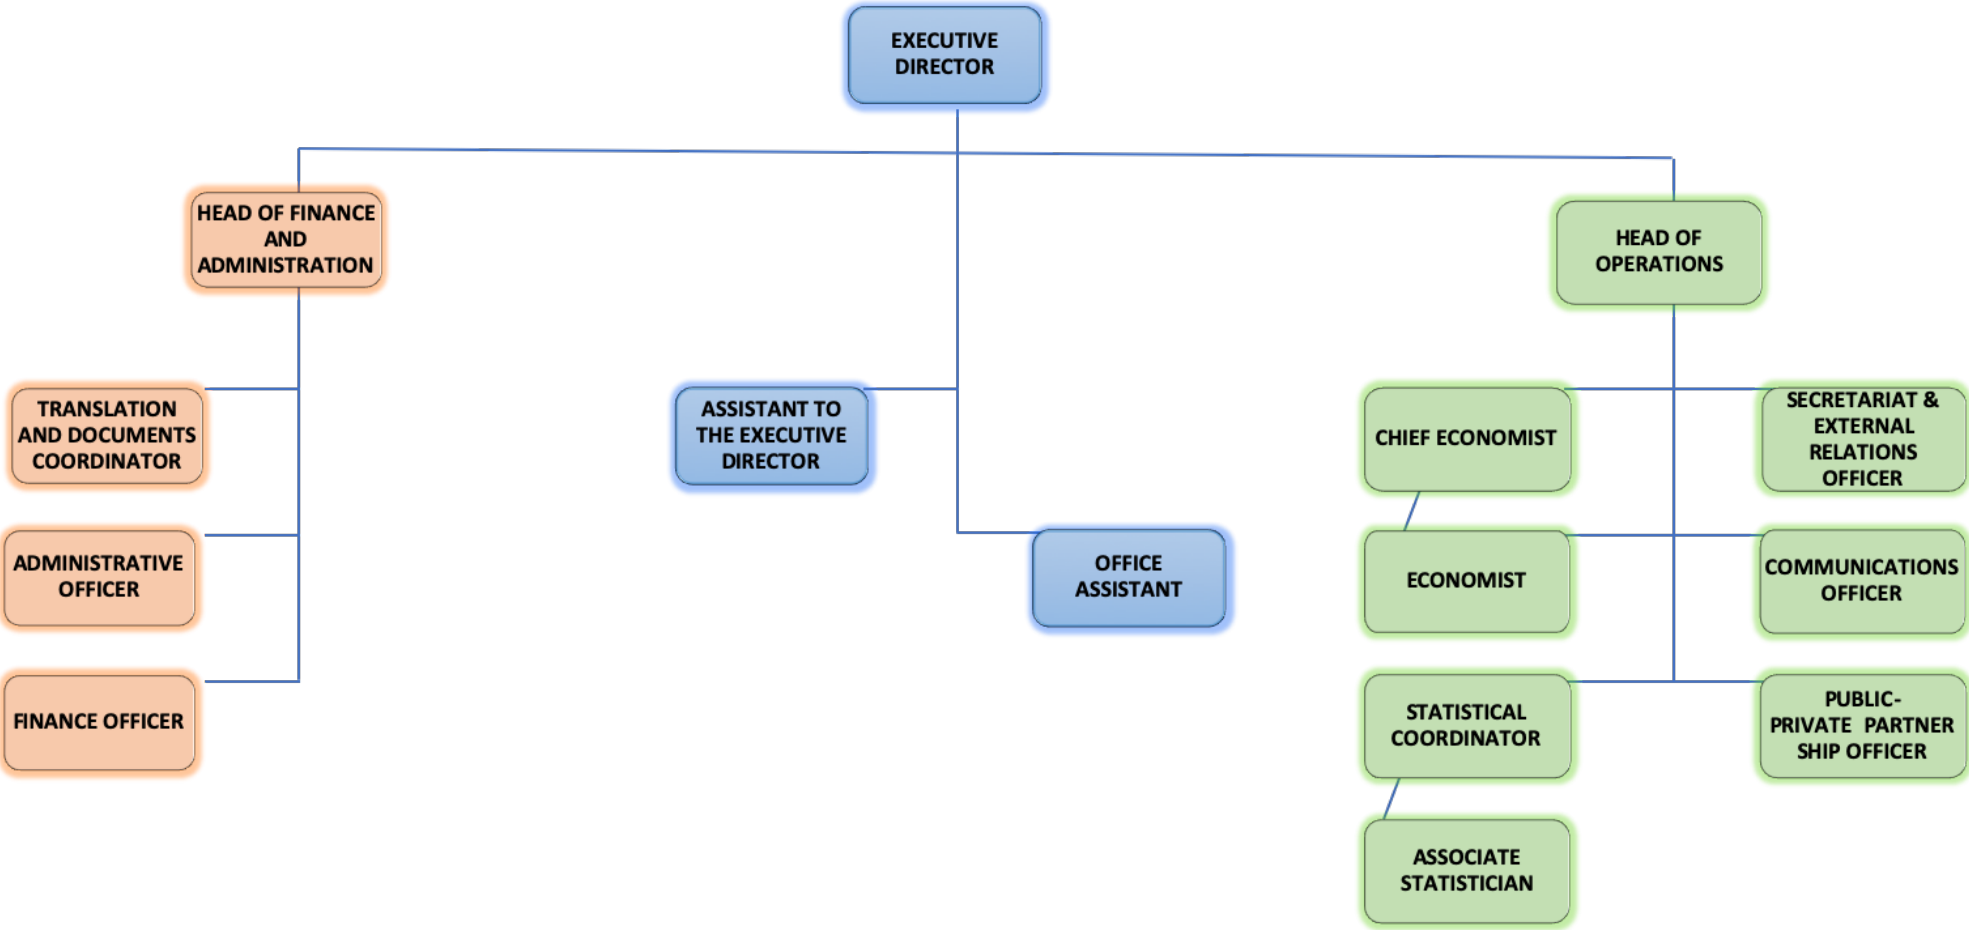 EXECUTIVE
DIRECTOR
HEAD OF FINANCE
AND
ADMINISTRATION
HEAD OF
OPERATIONS
TRANSLATION
AND DOCUMENTS
COORDINATOR
ASSISTANT TO
THE EXECUTIVE
DIRECTOR
CHIEF ECONOMIST
SECRETARIAT &
EXTERNAL
RELATIONS
OFFICER
ADMINISTRATIVE
OFFICER
OFFICE
ASSISTANT
ECONOMIST
COMMUNICATIONS
OFFICER
FINANCE OFFICER
STATISTICAL
COORDINATOR
PUBLIC-
PRIVATE PARTNER
SHIP OFFICER
ASSOCIATE
STATISTICIAN